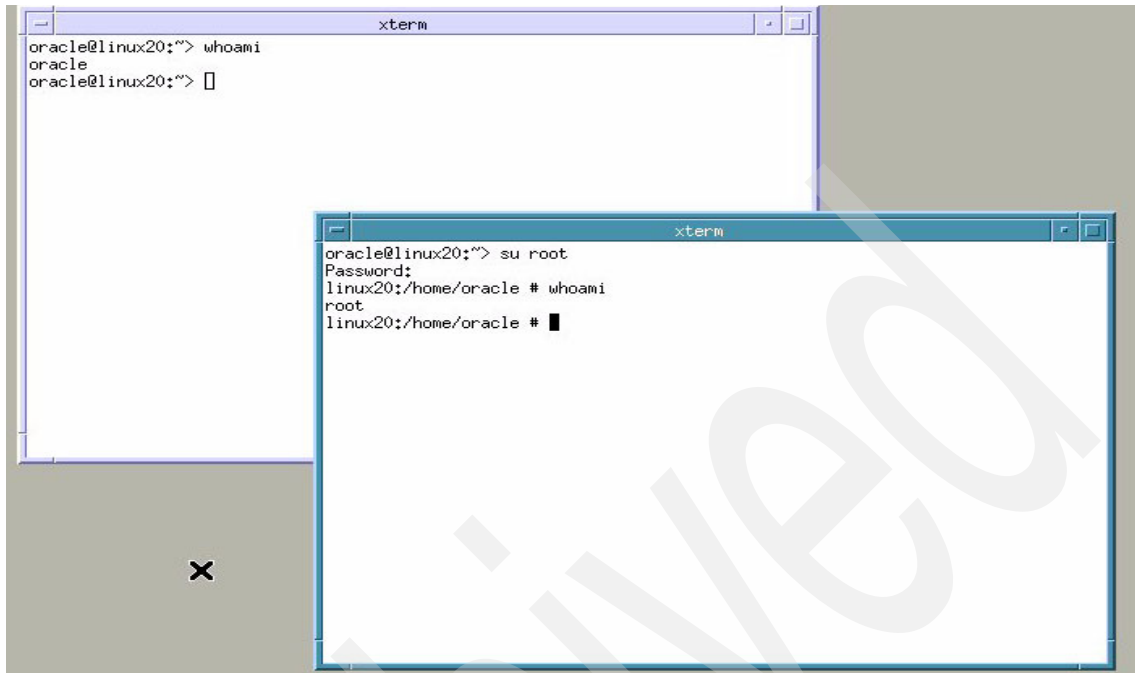 xterm
oracle@linux20:~> whoami
oracle
oracle@linux20:~>
xterm
oracle@linux20:~> su root
Password:
linux20:/home/oracle # whoami
root
linux20:/home/oracle #